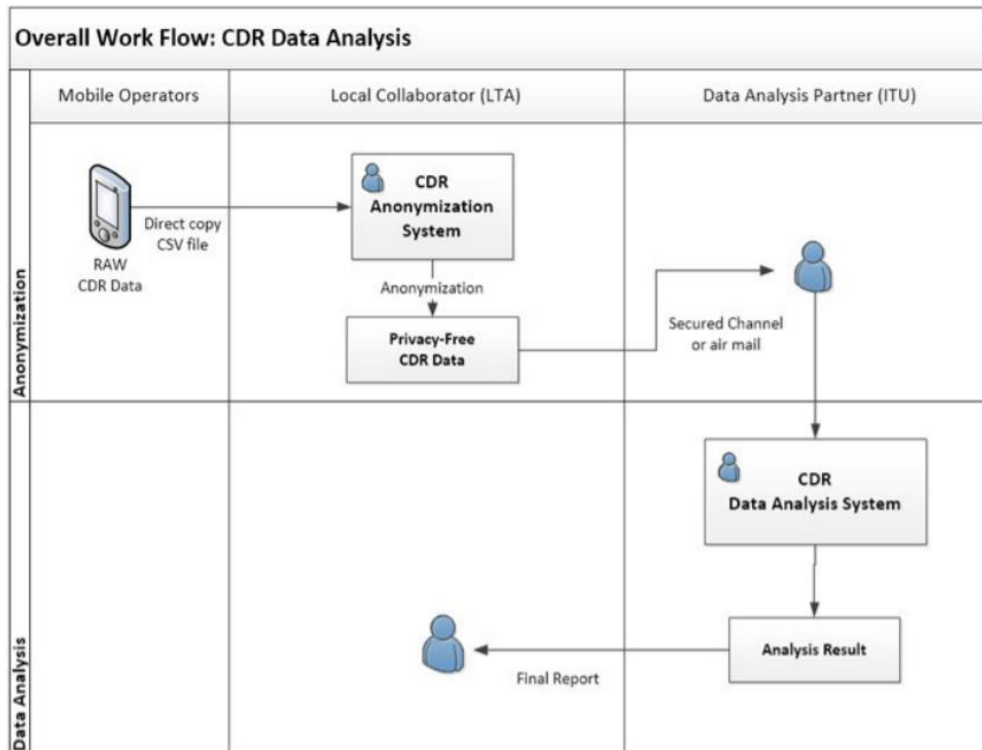 Overall Work Flow: CDR Data Analysis
Mobile Operators
Local Collaborator (LTA)
Data Analysis Partner (ITU)
Anonymization
RAW
CDR Data
Direct copy
CSV file
CDR
Anonymization
System
Anonymization
Privacy-Free
CDR Data
Secured Channel
or air mail
Data Analysis
CDR
Data Analysis System
Analysis Result
Final Report